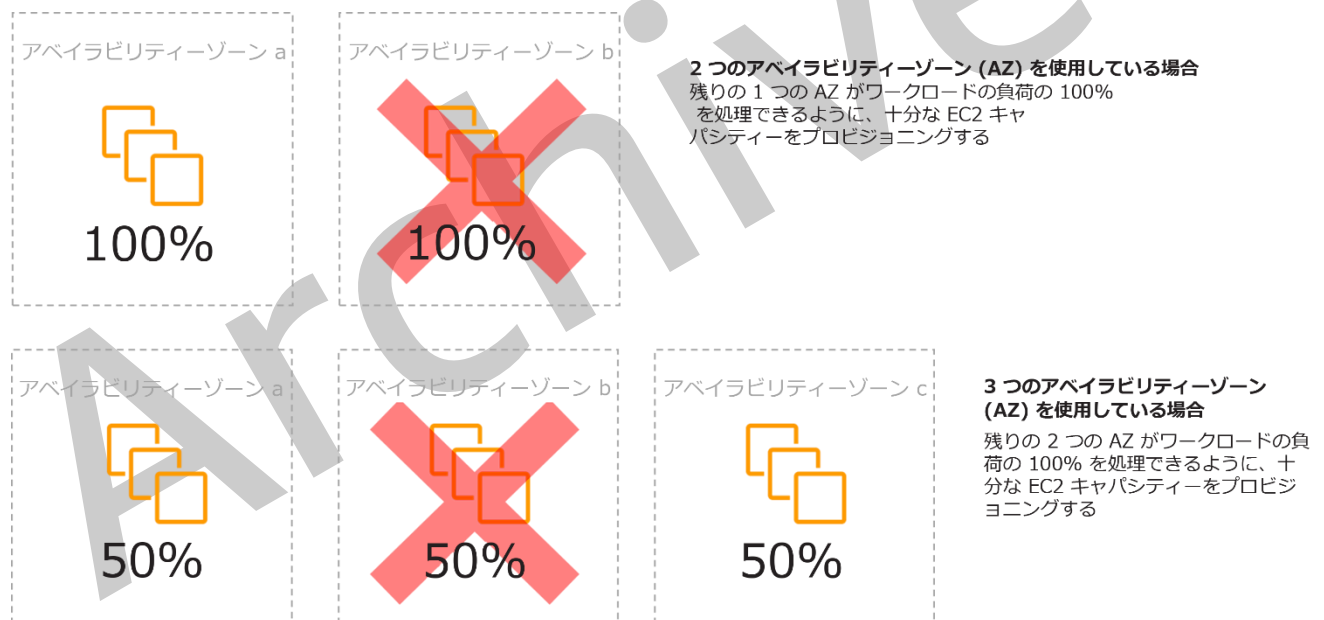 アベイラビリティーゾーン a
アベイラビリティーゾーン b
2 つのアベイラビリティーゾーン (AZ) を使用している場合
残りの 1 つの AZ がワークロードの負荷の 100%
を処理できるように、十分な EC2 キャ
パシティーをプロビジョニングする
100%
100%
アベイラビリティーゾーン a
アベイラビリティーゾーン b
アベイラビリティーゾーン c
3 つのアベイラビリティーゾーン
(AZ) を使用している場合
残りの 2 つの AZ がワークロードの負
荷の 100% を処理できるように、十
分な EC2 キャパシティーをプロビジ
ョニングする
50%
50%
50%
Archive